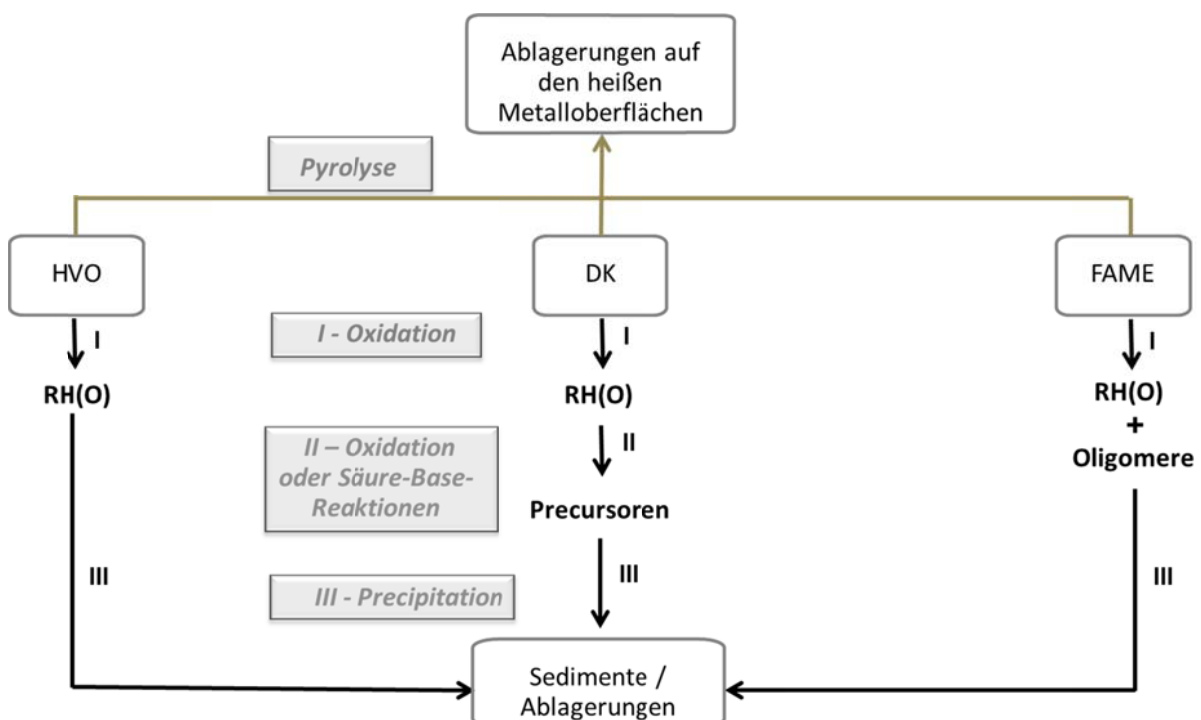 Ablagerungen auf
den heißen
Metalloberflächen
Pyrolyse
HVO
DK
FAME
I
I - Oxidation
I
I
RH(O)
RH(O)
RH(O)
+
Oligomere
II – Oxidation
oder Säure-Base-
Reaktionen
II
Precursoren
III
III - Precipitation
III
III
Sedimente /
Ablagerungen